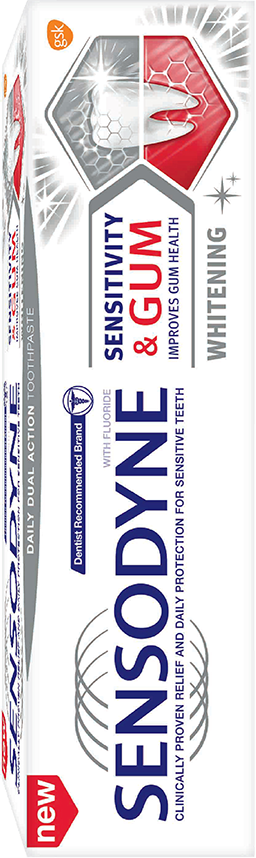 new
Dentist Recommended Brand
WITH FLUORIDE
SENSODYNE
CLINICALLY PROVEN RELIEF AND DAILY PROTECTION FOR SENSITIVE TEETH
SENSITIVITY
& GUM
IMPROVES GUM HEALTH
WHITENING
gsk
DAILY DUAL ACTION TOOTHPASTE
SENSODYNE